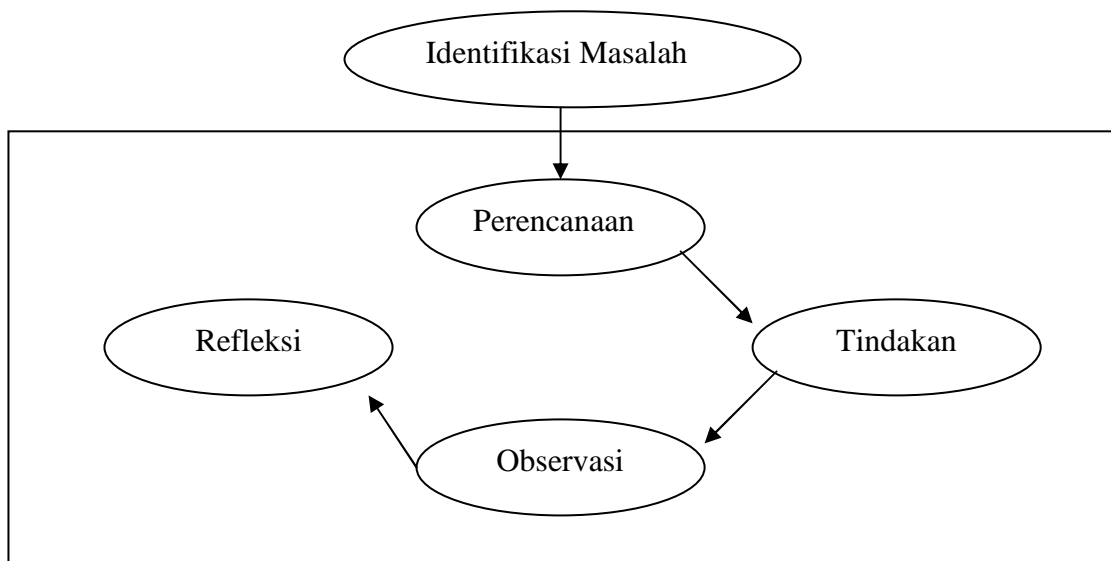 Identifikasi Masalah
Perencanaan
Refleksi
Tindakan
Observasi